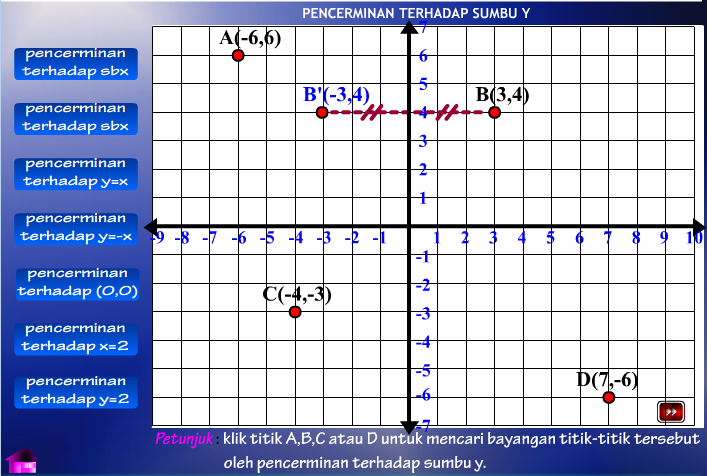 PENCERMINAN TERHADAP SUMBU Y
pencerminan
terhadap sbx
pencerminan
terhadap sbx
pencerminan
terhadap y=x
pencerminan
terhadap y=-x
pencerminan
terhadap (0,0)
pencerminan
terhadap x=2
pencerminan
terhadap y=2
7
A(-6,6)
6
5
B'(-3,4)
B(3,4)
4
3
2
1
-9 -8 -7 -6 -5 -4 -3 -2 -1 1 2 3 4 5 6 7 8 9 10
-1
-2
C(-4,-3)
-3
-4
-5
D(7,-6)
-6
-7
Petunjuk : klik titik A,B,C atau D untuk mencari bayangan titik-titik tersebut
oleh pencerminan terhadap sumbu y.